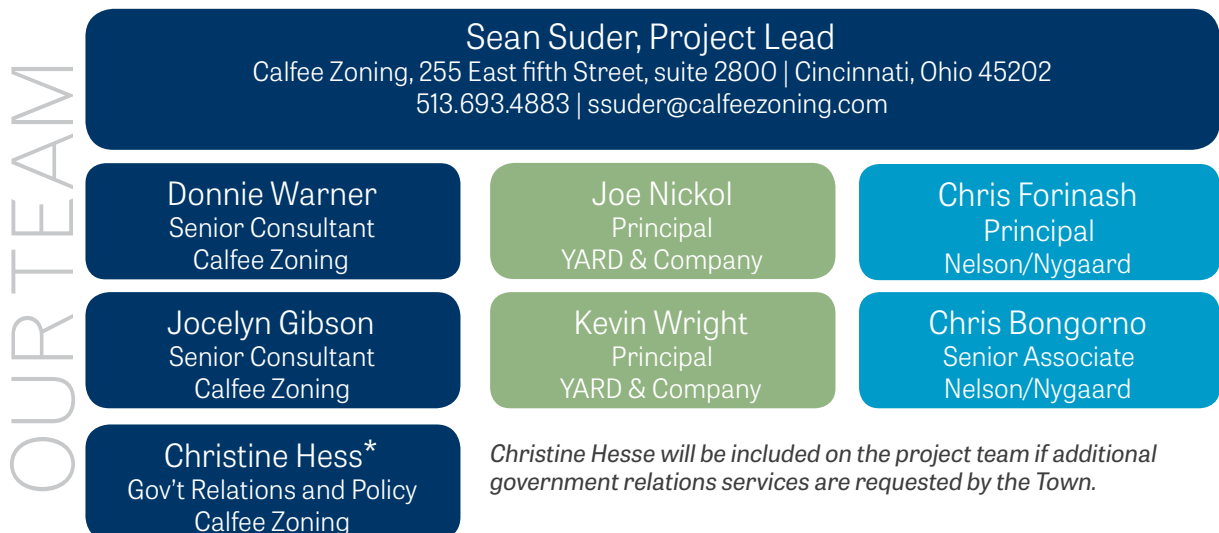 OUR TEAM
Sean Suder, Project Lead
Calfee Zoning, 255 East fifth Street, suite 2800 | Cincinnati, Ohio 45202
513.693.4883 | ssuder@calfeezoning.com
Donnie Warner
Senior Consultant
Calfee Zoning
Joe Nickol
Principal
YARD & Company
Chris Forinash
Principal
Nelson/Nygaard
Jocelyn Gibson
Senior Consultant
Calfee Zoning
Kevin Wright
Principal
YARD & Company
Chris Bongorno
Senior Associate
Nelson/Nygaard
Christine Hess*
Gov't Relations and Policy
Calfee Zoning
Christine Hesse will be included on the project team if additional
government relations services are requested by the Town.